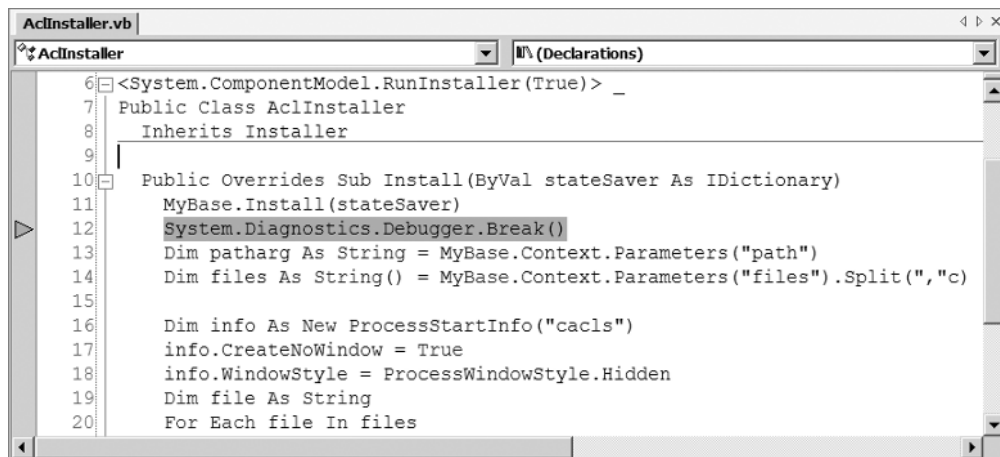 AclInstaller.vb
AclInstaller
(Declarations)
6 <System.ComponentModel.RunInstaller(True)> _
7 Public Class AclInstaller
8 Inherits Installer
9
10 Public Overrides Sub Install(ByVal stateSaver As IDictionary)
11 MyBase.Install(stateSaver)
12 System.Diagnostics.Debugger.Break()
13 Dim patharg As String = MyBase.Context.Parameters("path")
14 Dim files As String() = MyBase.Context.Parameters("files").Split(","c)
15
16 Dim info As New ProcessStartInfo("cacls")
17 info.CreateNoWindow = True
18 info.WindowStyle = ProcessWindowStyle.Hidden
19 Dim file As String
20 For Each file In files